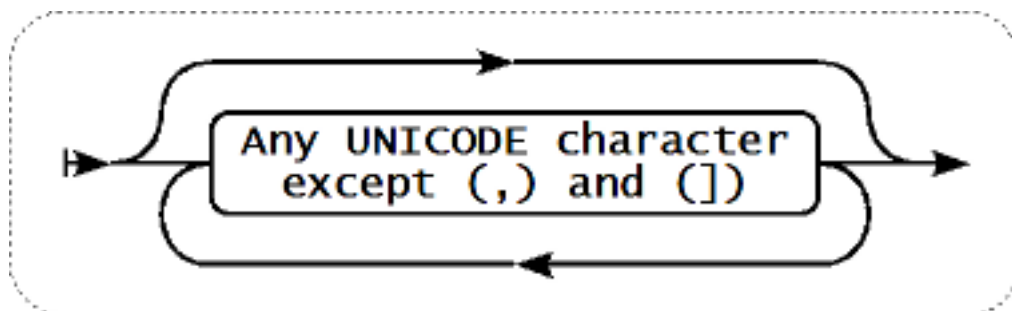 Any UNICODE character
except (,) and (])